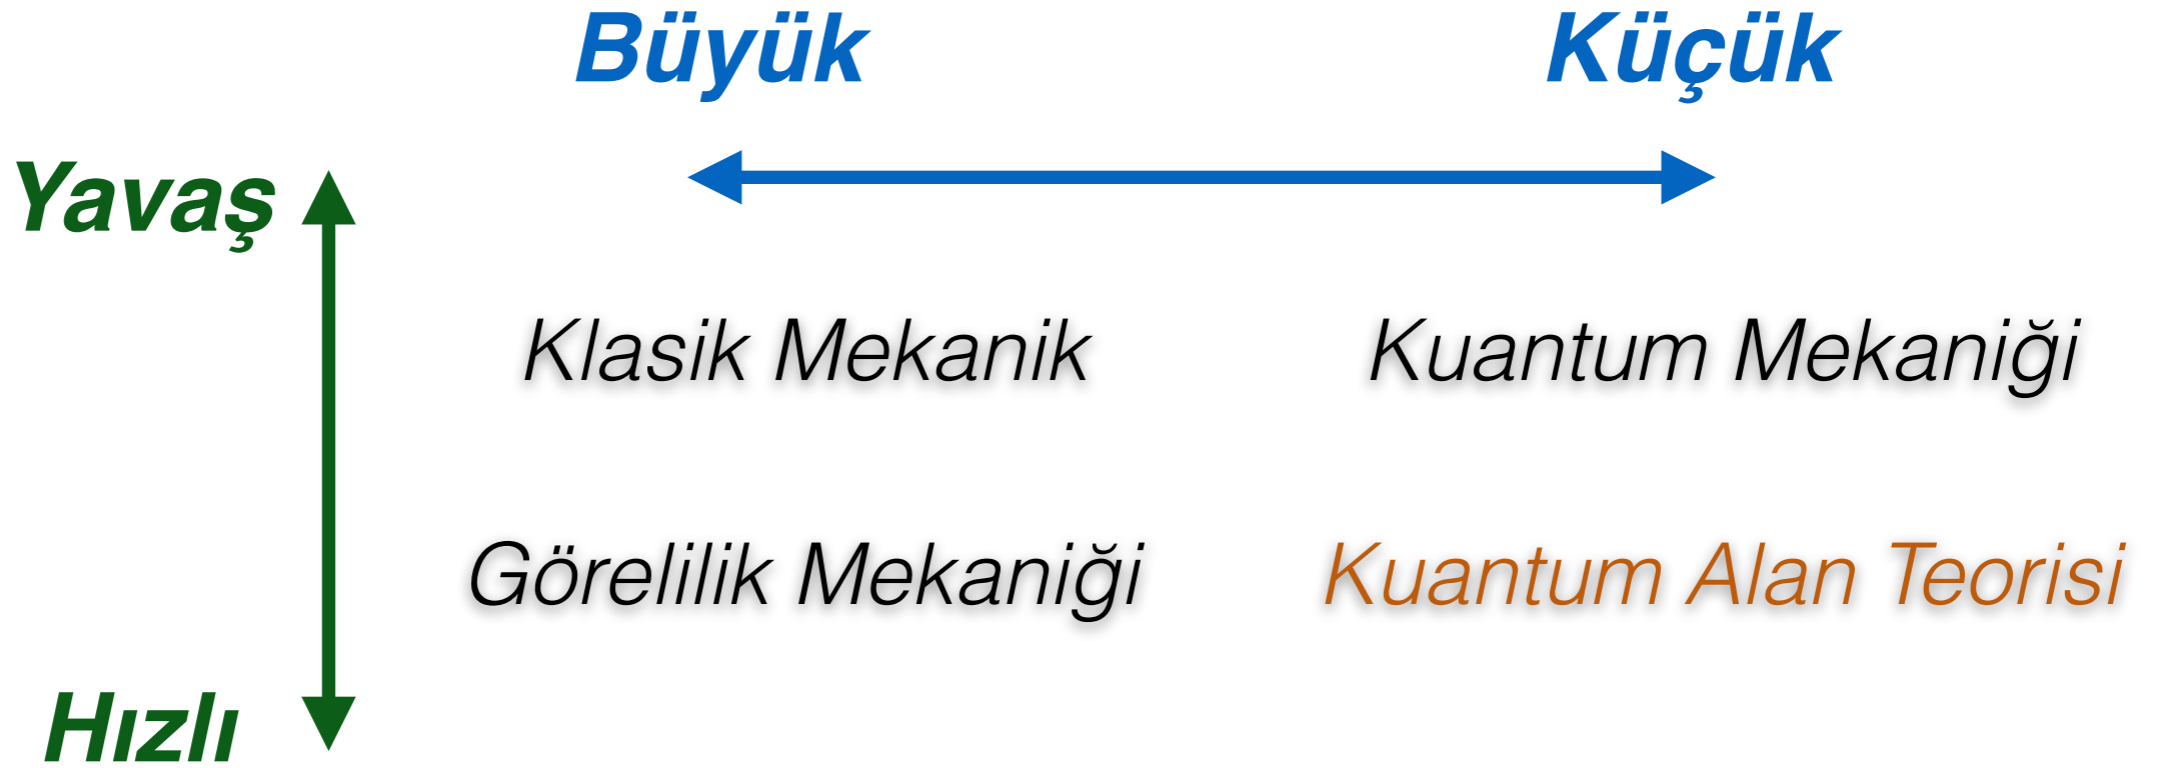 Büyük Küçük
Yavaş
Klasik Mekanik Kuantum Mekaniği
Görelilik Mekaniği Kuantum Alan Teorisi
Hızlı